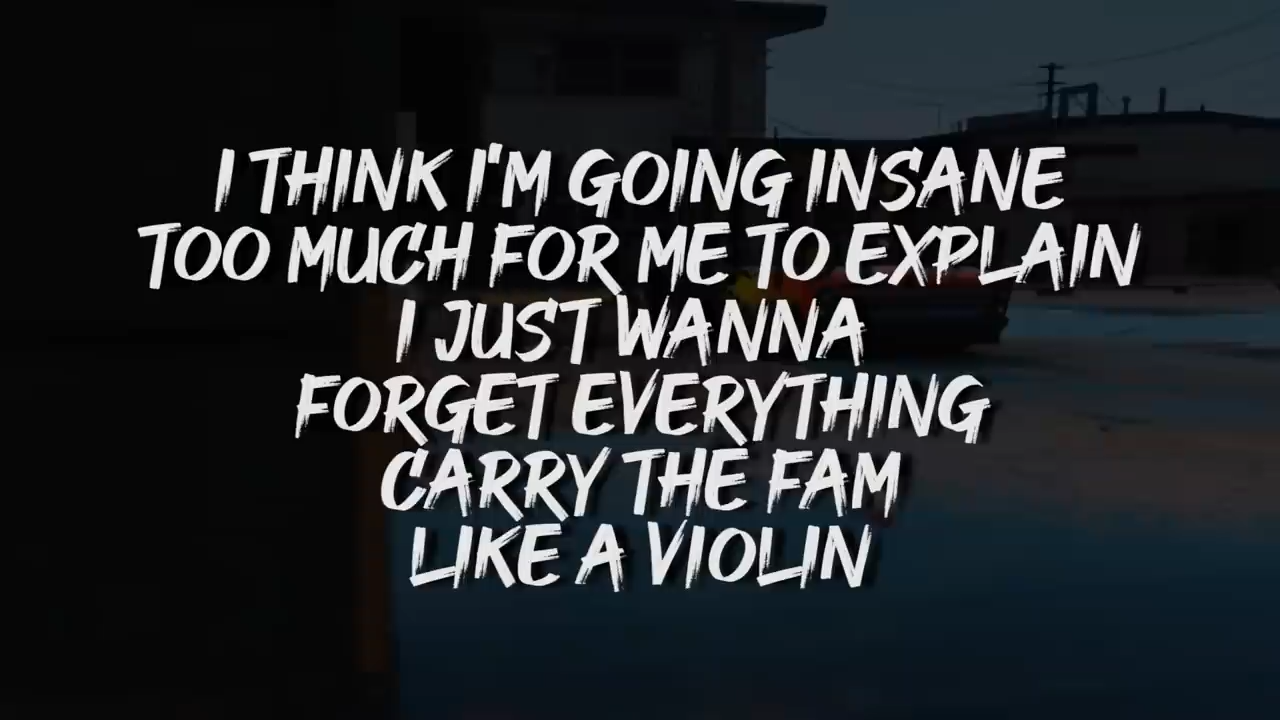 I THINK I'M GOING INSANE
TOO MUCH FOR ME TO EXPLAIN
I JUST WANNA
FORGET EVERYTHING
CARRY THE FAM
LIKE A VIOLIN